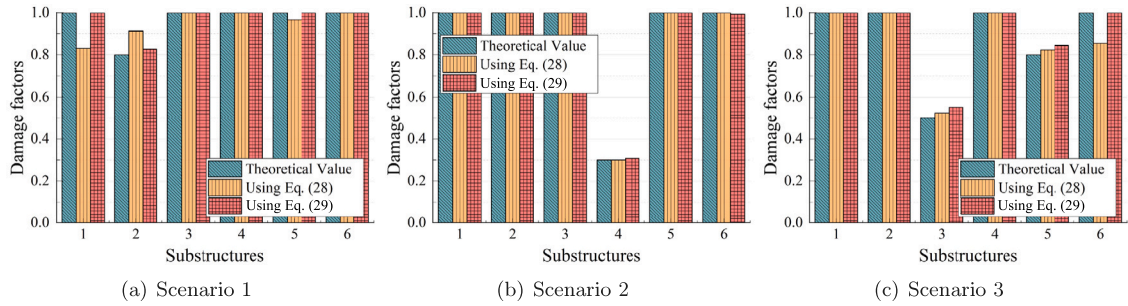 Damage factors
1.0
0.8
0.6
0.4
0.2
0.0
Theoretical Value
Using Eq. (28)
Using Eq. (29)
1 2 3 4 5 6
Substructures
(a) Scenario 1
Damage factors
1.0
0.8
0.6
0.4
0.2
0.0
Theoretical Value
Using Eq. (28)
Using Eq. (29)
1 2 3 4 5 6
Substructures
(b) Scenario 2
Damage factors
1.0
0.8
0.6
0.4
0.2
0.0
Theoretical Value
Using Eq. (28)
Using Eq. (29)
1 2 3 4 5 6
Substructures
(c) Scenario 3